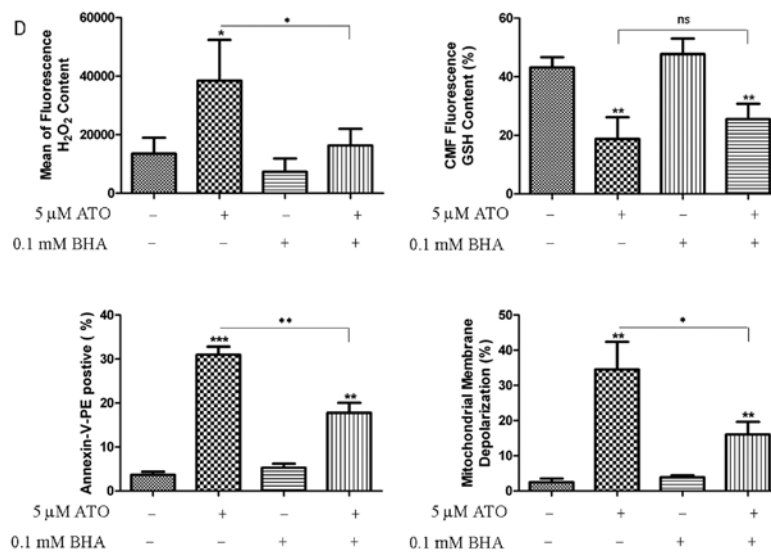 D
Mean of Fluorescence
H₂O₂ Content
60000
40000
20000
0
*
*
5 µM ATO – + – +
0.1 mM BHA – – + +
CMF Fluorescence
GSH Content (%)
60
40
20
0
ns
**
**
5 µM ATO – + – +
0.1 mM BHA – – + +
Annexin-V-PE postive ( %)
40
30
20
10
0
**
***
**
5 µM ATO – + – +
0.1 mM BHA – – + +
Mitochondrial Membrane
Depolarization (%)
50
40
30
20
10
0
*
**
**
5 µM ATO – + – +
0.1 mM BHA – – + +